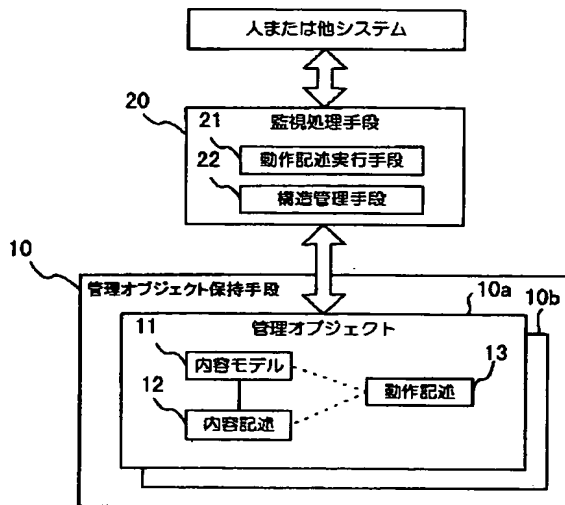 人または他システム
20
監視処理手段
21
動作記述実行手段
22
構造管理手段
10
管理オブジェクト保持手段
10a
10b
管理オブジェクト
11
内容モデル
13
動作記述
12
内容記述